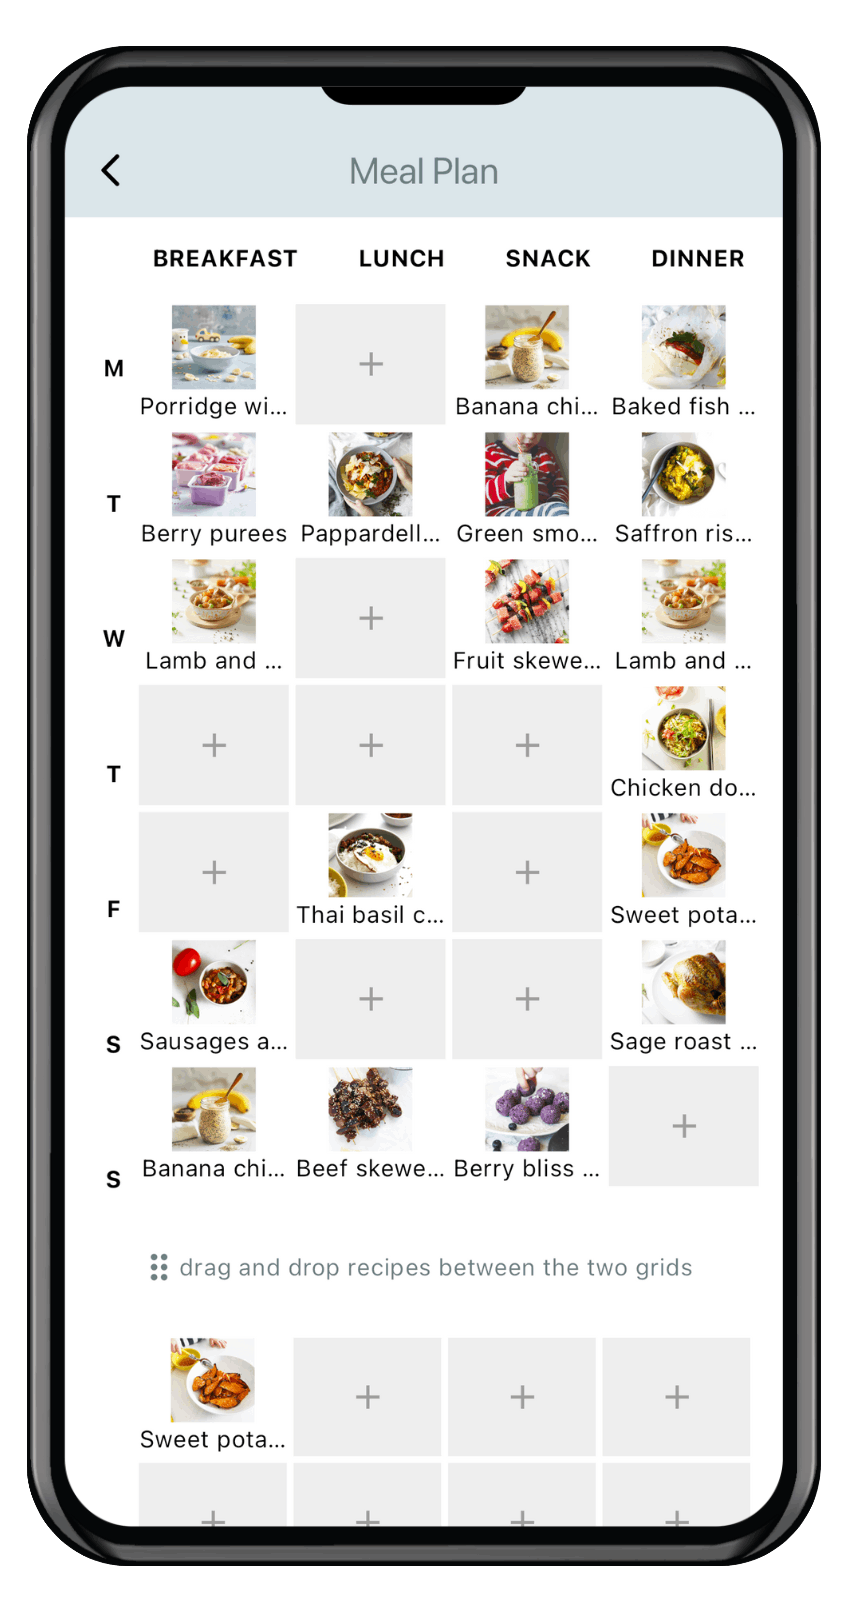 Meal Plan
BREAKFAST LUNCH SNACK DINNER
M
Porridge wi... Banana chi... Baked fish ...
T
Berry purees Pappardell... Green smo... Saffron ris...
W
Lamb and ... Fruit skewe... Lamb and ...
T
Chicken do...
F
Thai basil c... Sweet pota...
S
Sausages a... Sage roast ...
S
Banana chi... Beef skewe... Berry bliss ...
drag and drop recipes between the two grids
Sweet pota...